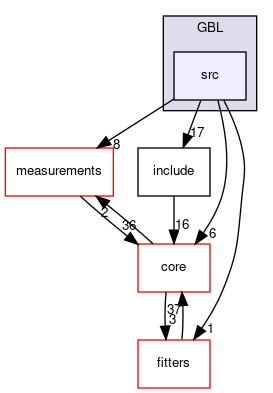 GBL
src
8
17
measurements
include
2
36
16
6
core
37
3
1
fitters